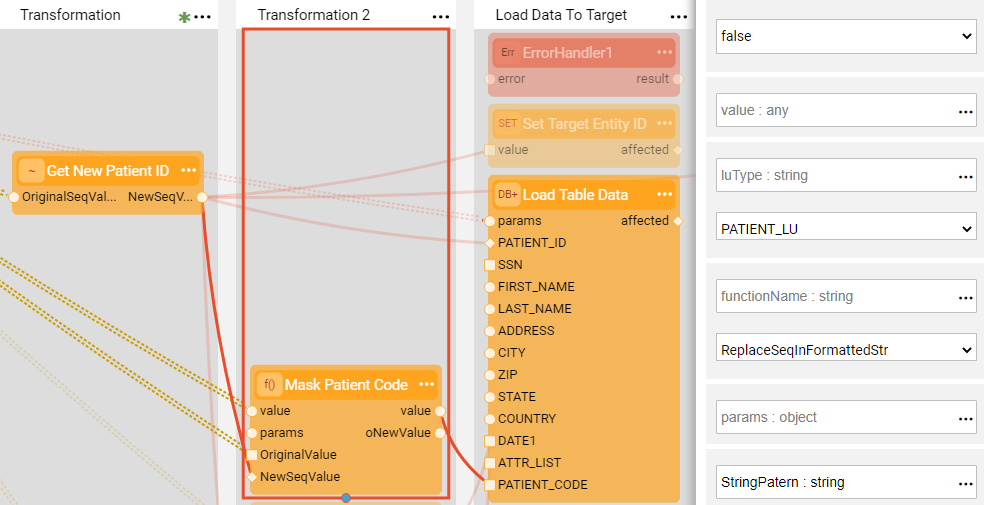 Transformation
Transformation 2
Load Data To Target
Err ErrorHandler1
error result
SET Set Target Entity ID
value affected
~ Get New Patient ID
OriginalSeqVal... NewSeqV...
DB+ Load Table Data
params affected
PATIENT_ID
SSN
FIRST_NAME
LAST_NAME
ADDRESS
CITY
ZIP
STATE
COUNTRY
DATE1
ATTR_LIST
PATIENT_CODE
f() Mask Patient Code
value value
params oNewValue
OriginalValue
NewSeqValue
false
value : any
luType : string
PATIENT_LU
functionName : string
ReplaceSeqInFormattedStr
params : object
StringPatern : string